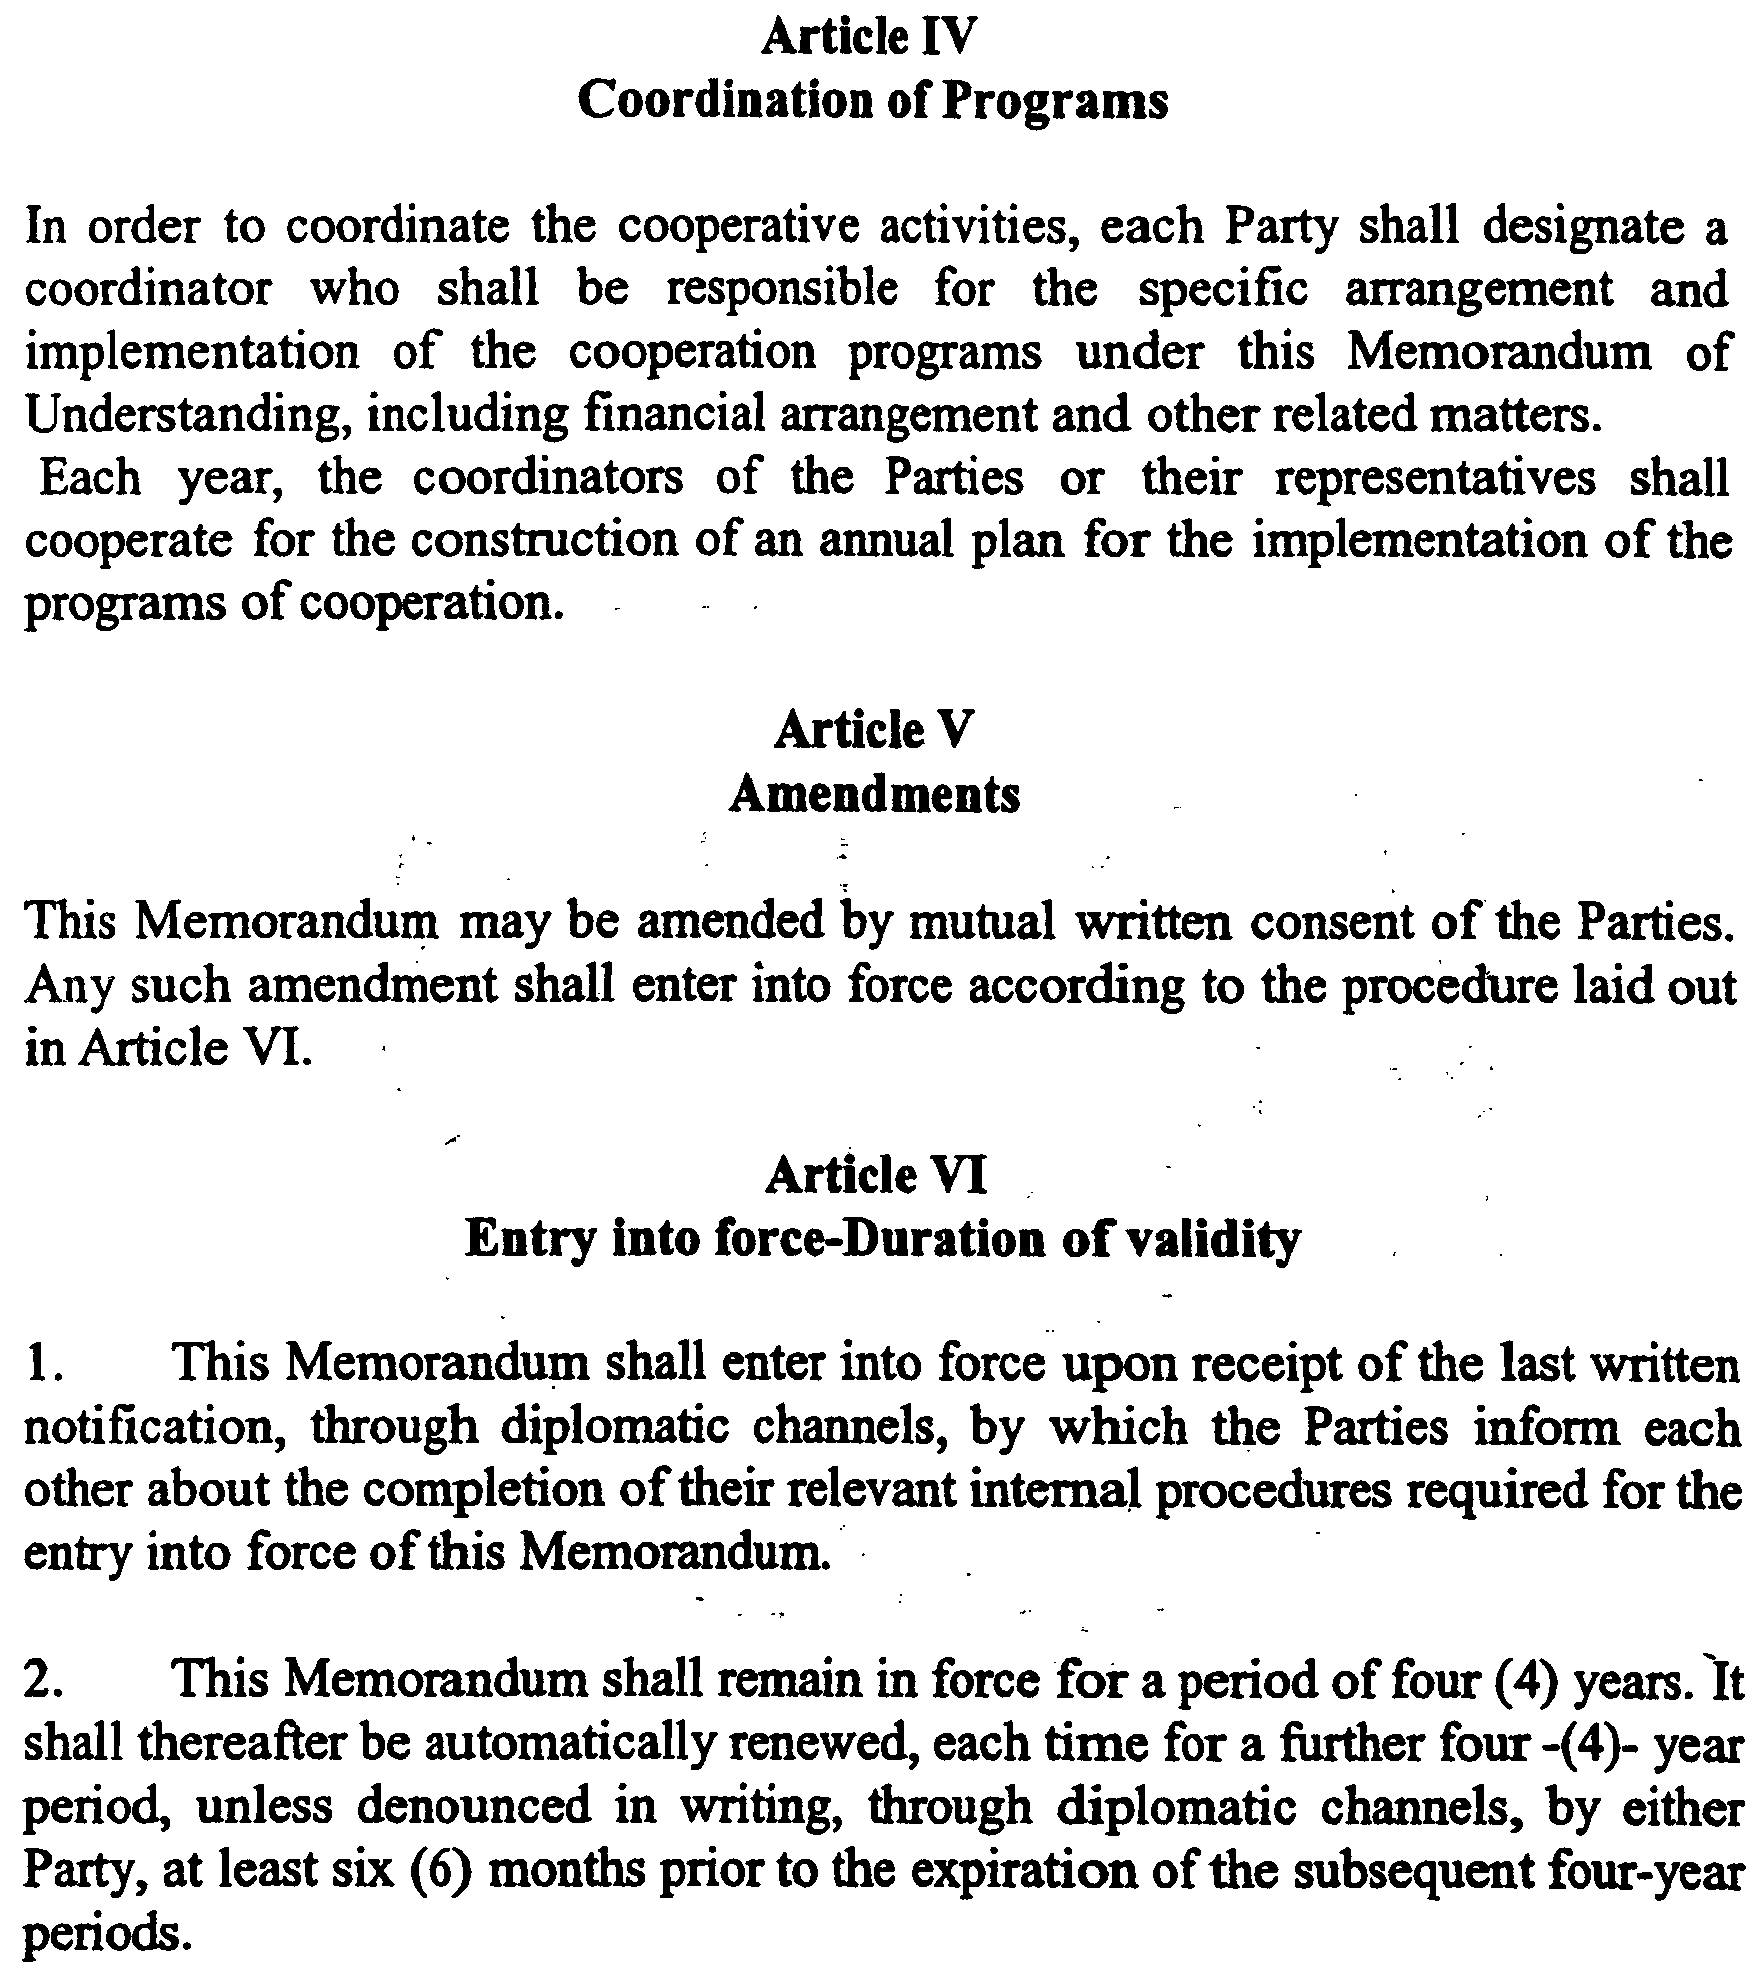 Article IV
Coordination of Programs
In order to coordinate the cooperative activities, each Party shall designate a
coordinator who shall be responsible for the specific arrangement and
implementation of the cooperation programs under this Memorandum of
Understanding, including financial arrangement and other related matters.
Each year, the coordinators of the Parties or their representatives shall
cooperate for the construction of an annual plan for the implementation of the
programs of cooperation.
Article V
Amendments
This Memorandum may be amended by mutual written consent of the Parties.
Any such amendment shall enter into force according to the procedure laid out
in Article VI.
Article VI
Entry into force-Duration of validity
1. This Memorandum shall enter into force upon receipt of the last written
notification, through diplomatic channels, by which the Parties inform each
other about the completion of their relevant internal procedures required for the
entry into force of this Memorandum.
2. This Memorandum shall remain in force for a period of four (4) years. It
shall thereafter be automatically renewed, each time for a further four -(4)- year
period, unless denounced in writing, through diplomatic channels, by either
Party, at least six (6) months prior to the expiration of the subsequent four-year
periods.